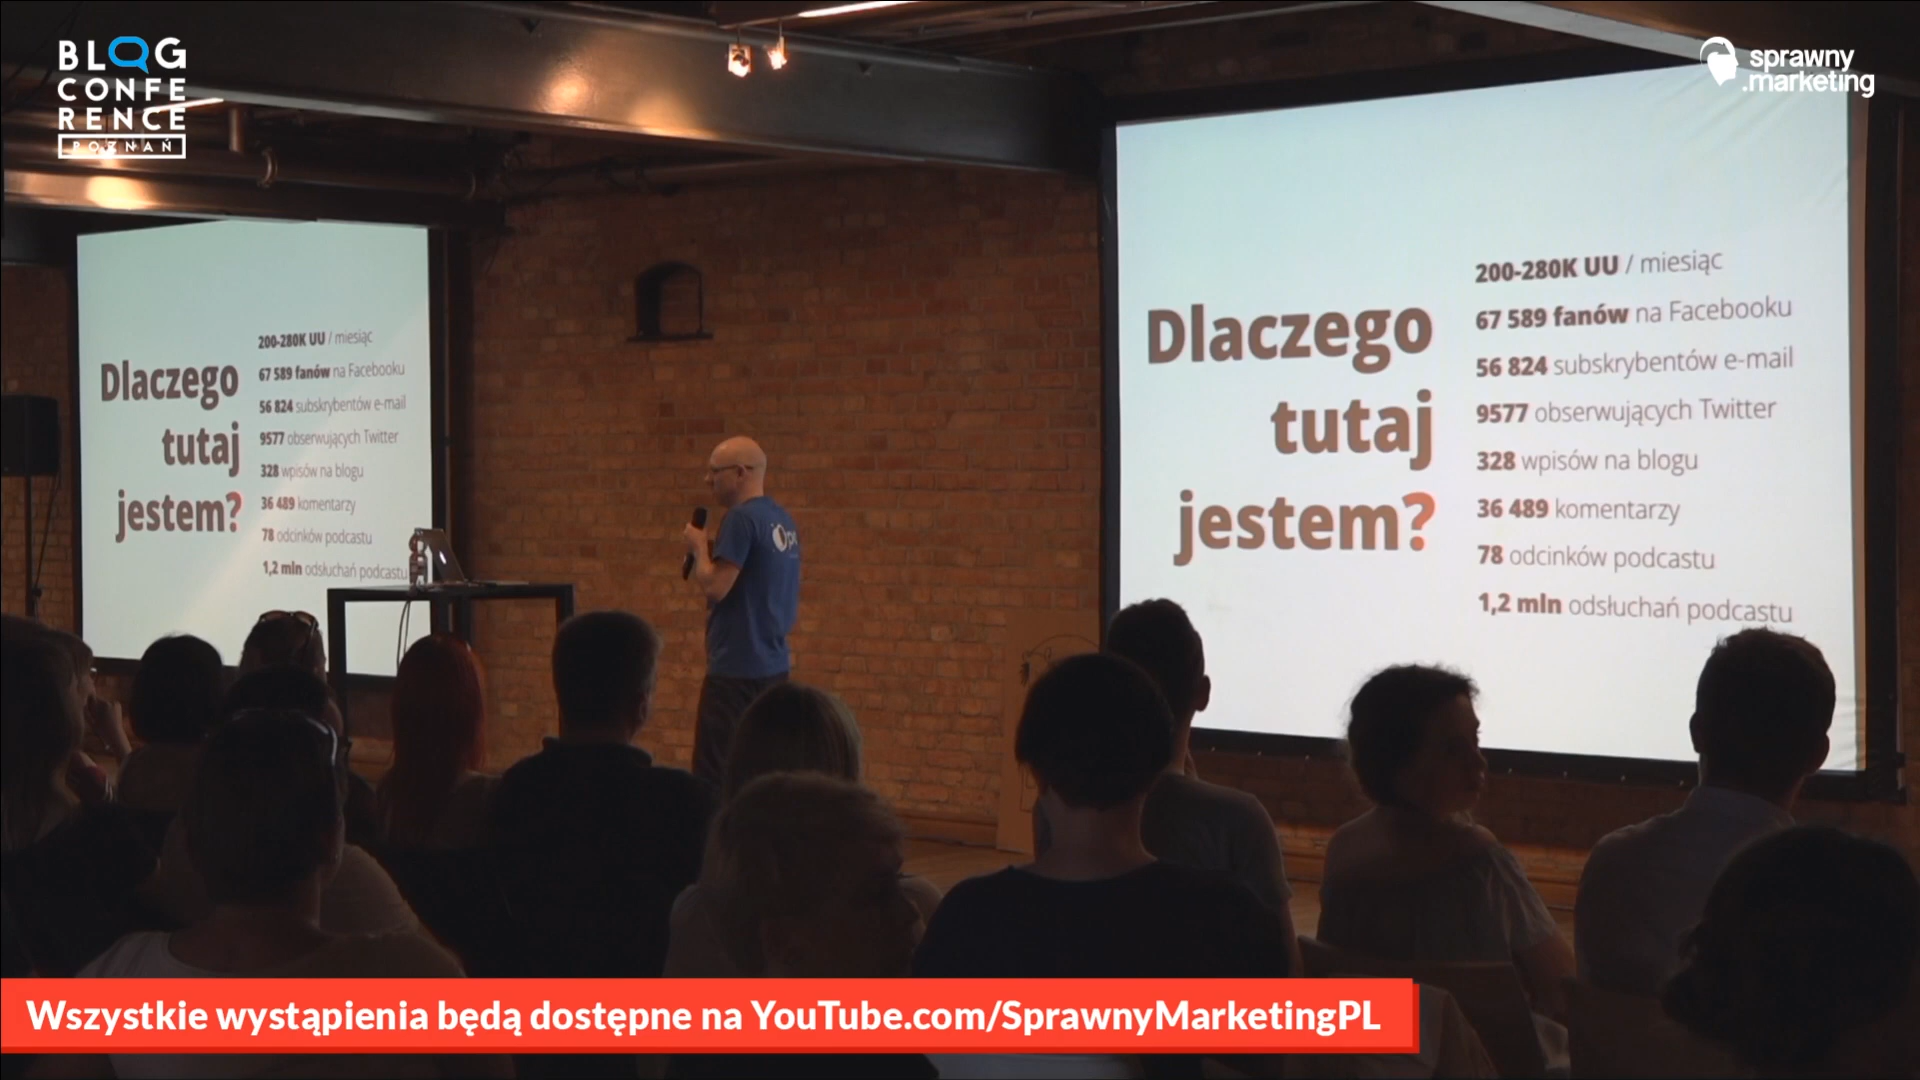 BLOG
CONFE
RENCE
POZNAŃ
sprawny
.marketing
Dlaczego
tutaj
jestem?
200-280K UU / miesiąc
67 589 fanów na Facebooku
56 824 subskrybentów e-mail
9577 obserwujących Twitter
328 wpisów na blogu
36 489 komentarzy
78 odcinków podcastu
1,2 mln odsłuchań podcastu
Dlaczego
tutaj
jestem?
200-280K UU / miesiąc
67 589 fanów na Facebooku
56 824 subskrybentów e-mail
9577 obserwujących Twitter
328 wpisów na blogu
36 489 komentarzy
78 odcinków podcastu
1,2 mln odsłuchań podcastu
Wszystkie wystąpienia będą dostępne na YouTube.com/SprawnyMarketingPL